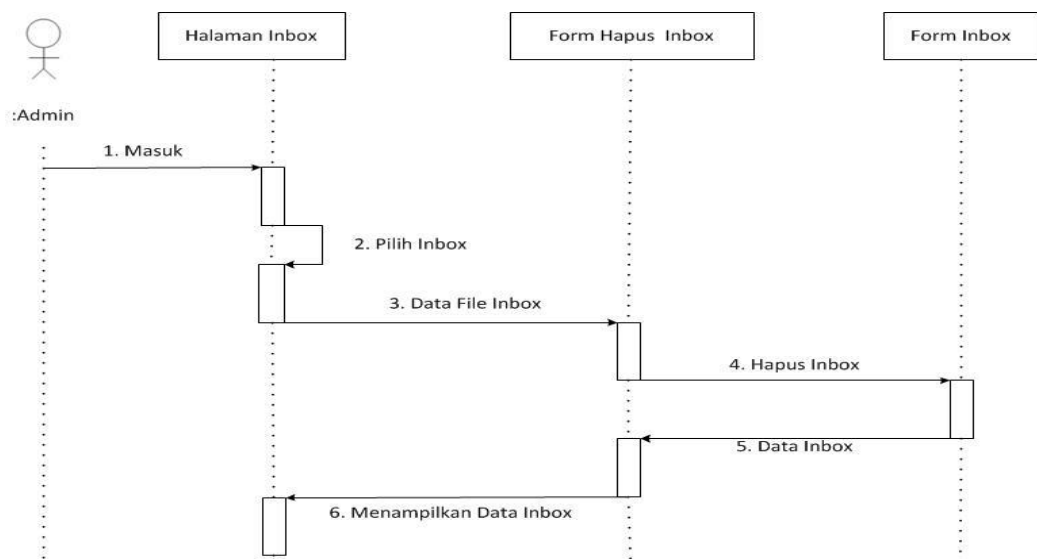 Halaman Inbox
Form Hapus Inbox
Form Inbox
:Admin
1. Masuk
2. Pilih Inbox
3. Data File Inbox
4. Hapus Inbox
5. Data Inbox
6. Menampilkan Data Inbox